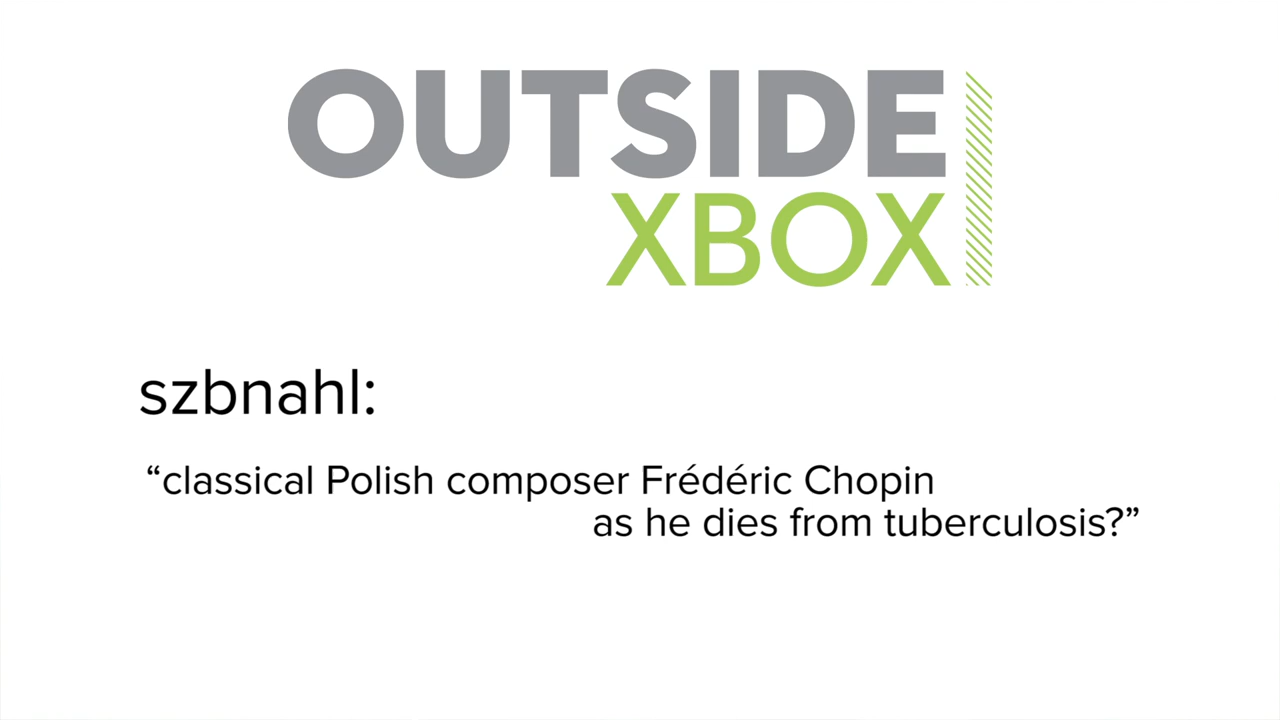 OUTSIDE
XBOX
szbnahl:
“classical Polish composer Frédéric Chopin
as he dies from tuberculosis?”